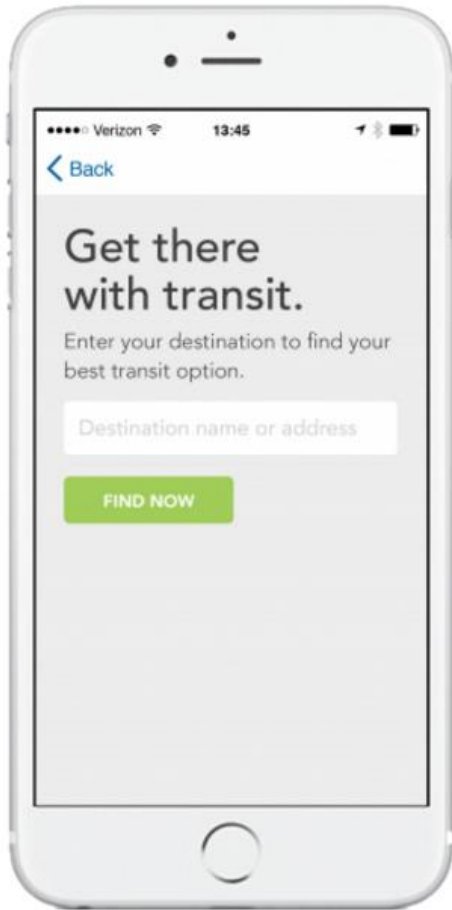 Verizon
13:45
Back
Get there
with transit.
Enter your destination to find your
best transit option.
Destination name or address
FIND NOW